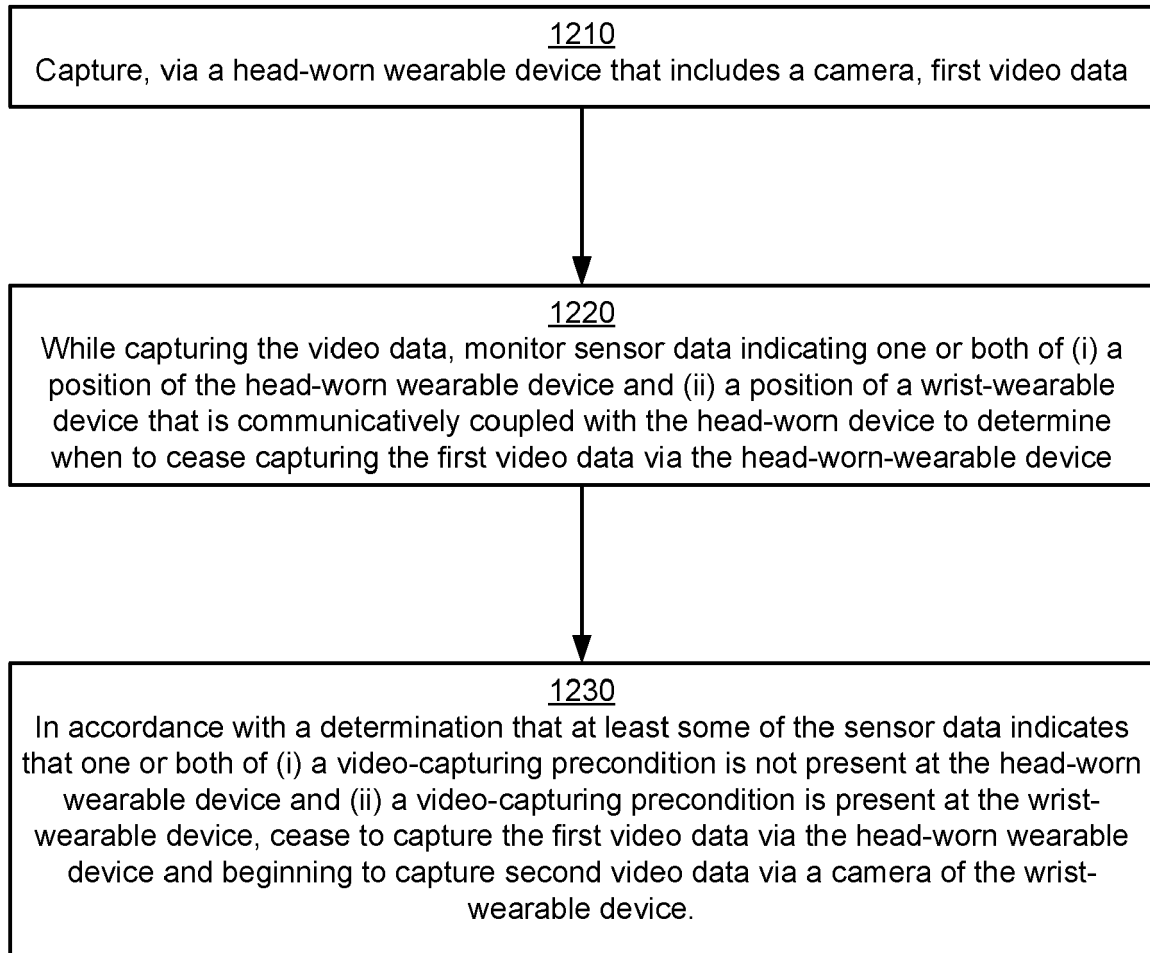 1210
Capture, via a head-worn wearable device that includes a camera, first video data
1220
While capturing the video data, monitor sensor data indicating one or both of (i) a
position of the head-worn wearable device and (ii) a position of a wrist-wearable
device that is communicatively coupled with the head-worn device to determine
when to cease capturing the first video data via the head-worn-wearable device
1230
In accordance with a determination that at least some of the sensor data indicates
that one or both of (i) a video-capturing precondition is not present at the head-worn
wearable device and (ii) a video-capturing precondition is present at the wrist-
wearable device, cease to capture the first video data via the head-worn wearable
device and beginning to capture second video data via a camera of the wrist-
wearable device.